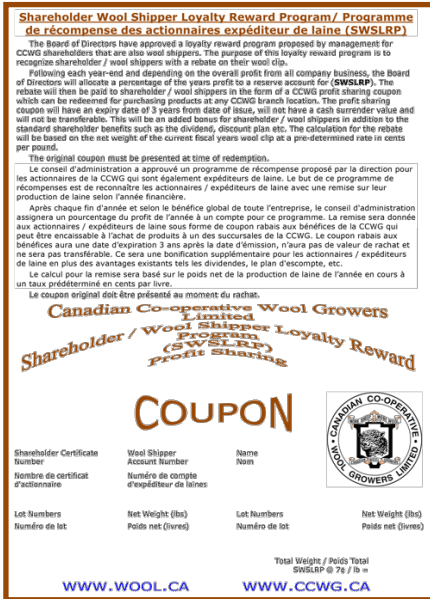 Shareholder Wool Shipper Loyalty Reward Program/ Programme
de récompense des actionnaires expéditeur de laine (SWSLRP)
The Board of Directors have approved a loyalty reward program proposed by management for
CCWG shareholders that are also wool shippers. The purpose of this loyalty reward program is to
recognize shareholder / wool shippers with a rebate on their wool clip.
Following each year-end and depending on the overall profit from all company business, the Board
of Directors will allocate a percentage of the years profit to a reserve account for (SWSLRP). The
rebate will then be paid to shareholder / wool shippers in the form of a CCWG profit sharing coupon
which can be redeemed for purchasing products at any CCWG branch location. The profit sharing
coupon will have an expiry date of 3 years from date of issue, will not have a cash surrender value and
will not be transferable. This will be an added bonus for shareholder / wool shippers in addition to the
standard shareholder benefits such as the dividend, discount plan etc. The calculation for the rebate
will be based on the net weight of the current fiscal years wool clip at a pre-determined rate in cents
per pound.
The original coupon must be presented at time of redemption.
Le conseil d'administration a approuvé un programme de récompense proposé par la direction pour
les actionnaires de la CCWG qui sont également expéditeurs de laine. Le but de ce programme de
récompenses est de reconnaître les actionnaires / expéditeurs de laine avec une remise sur leur
production de laine selon l'année financière.
Après chaque fin d'année et selon le bénéfice global de toute l'entreprise, le conseil d'administration
assignera un pourcentage du profit de l'année à un compte pour ce programme. La remise sera donnée
aux actionnaires / expéditeurs de laine sous forme de coupon rabais aux bénéfices de la CCWG qui
peut être encaissable à l'achat de produits à un des succursales de la CCWG. Le coupon rabais aux
bénéfices aura une date d'expiration 3 ans après la date d'émission, n'aura pas de valeur de rachat et
ne sera pas transférable. Ce sera une bonification supplémentaire pour les actionnaires / expéditeurs
de laine en plus des avantages existants tels les dividendes, le plan d'escompte, etc.
Le calcul pour la remise sera basé sur le poids net de la production de laine de l'année en cours à
un taux prédéterminé en cents par livre.
Le coupon original doit être présenté au moment du rachat.
Canadian Co-operative Wool Growers
Limited
Shareholder / Wool Shipper Loyalty Reward
Program
(SWSLRP)
Profit Sharing
COUPON
CANADIAN CO-OPERATIVE
WOOL GROWERS LIMITED
Shareholder Certificate Wool Shipper Name
Number Account Number Nom
Nombre de certificat Numéro de compte
d'actionnaire d'expéditeur de laines
Lot Numbers Net Weight (lbs) Lot Numbers Net Weight (lbs)
Numéro de lot Poids net (livres) Numéro de lot Poids net (livres)
Total Weight / Poids Total
SWSLRP @ 7¢ / lb =
WWW.WOOL.CA WWW.CCWG.CA